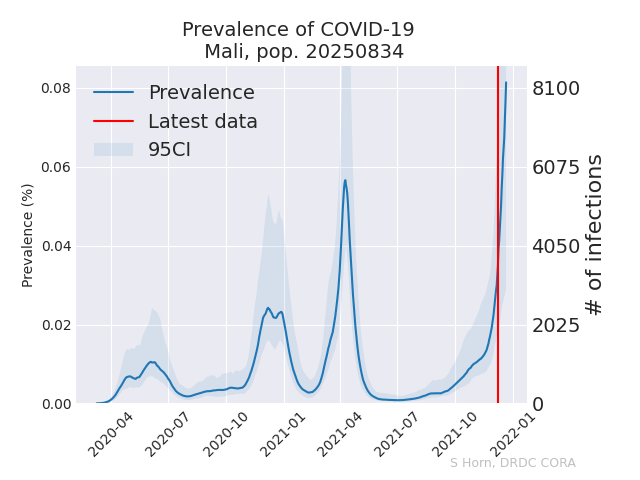 Prevalence of COVID-19
Mali, pop. 20250834
Prevalence
Latest data
95CI
Prevalence (%)
0.08
0.06
0.04
0.02
0.00
8100
6075
4050
2025
0
# of infections
2020-04
2020-07
2020-10
2021-01
2021-04
2021-07
2021-10
2022-01
S Horn, DRDC CORA